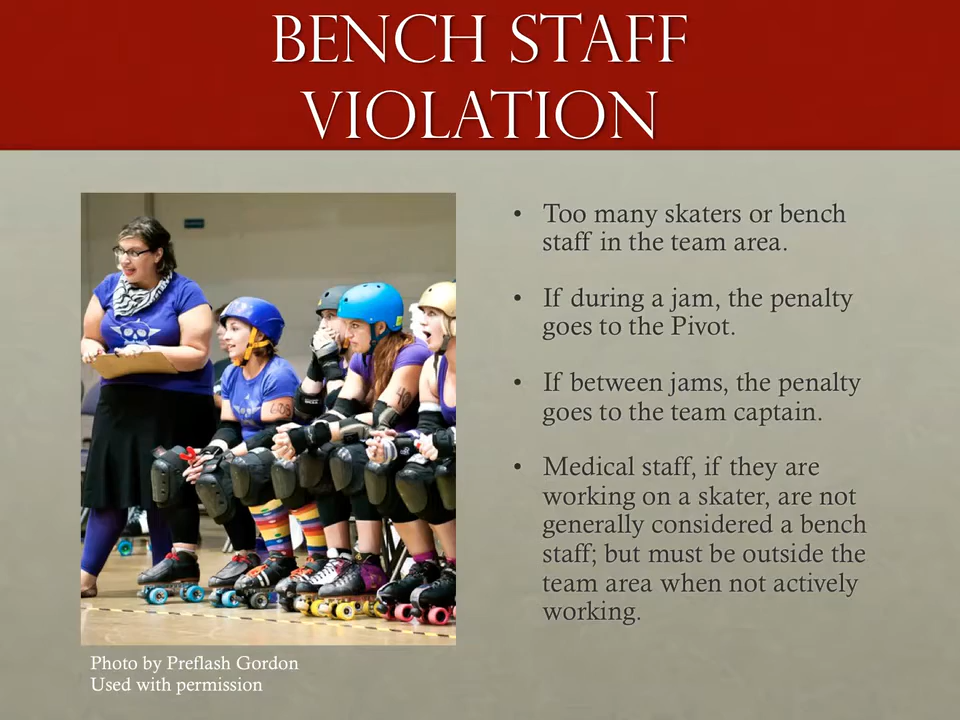 BENCH STAFF
VIOLATION
• Too many skaters or bench
staff in the team area.
• If during a jam, the penalty
goes to the Pivot.
• If between jams, the penalty
goes to the team captain.
• Medical staff, if they are
working on a skater, are not
generally considered a bench
staff; but must be outside the
team area when not actively
working.
Photo by Preflash Gordon
Used with permission